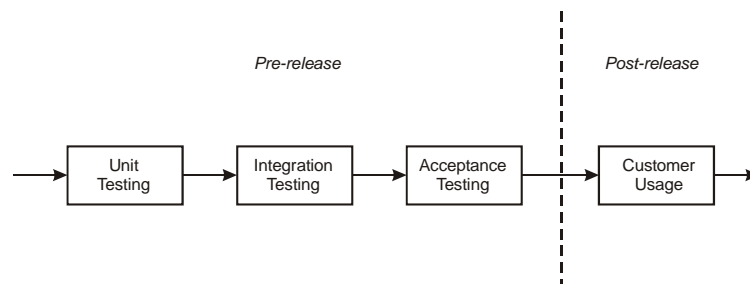 Pre-release
Post-release
Unit
Testing
Integration
Testing
Acceptance
Testing
Customer
Usage